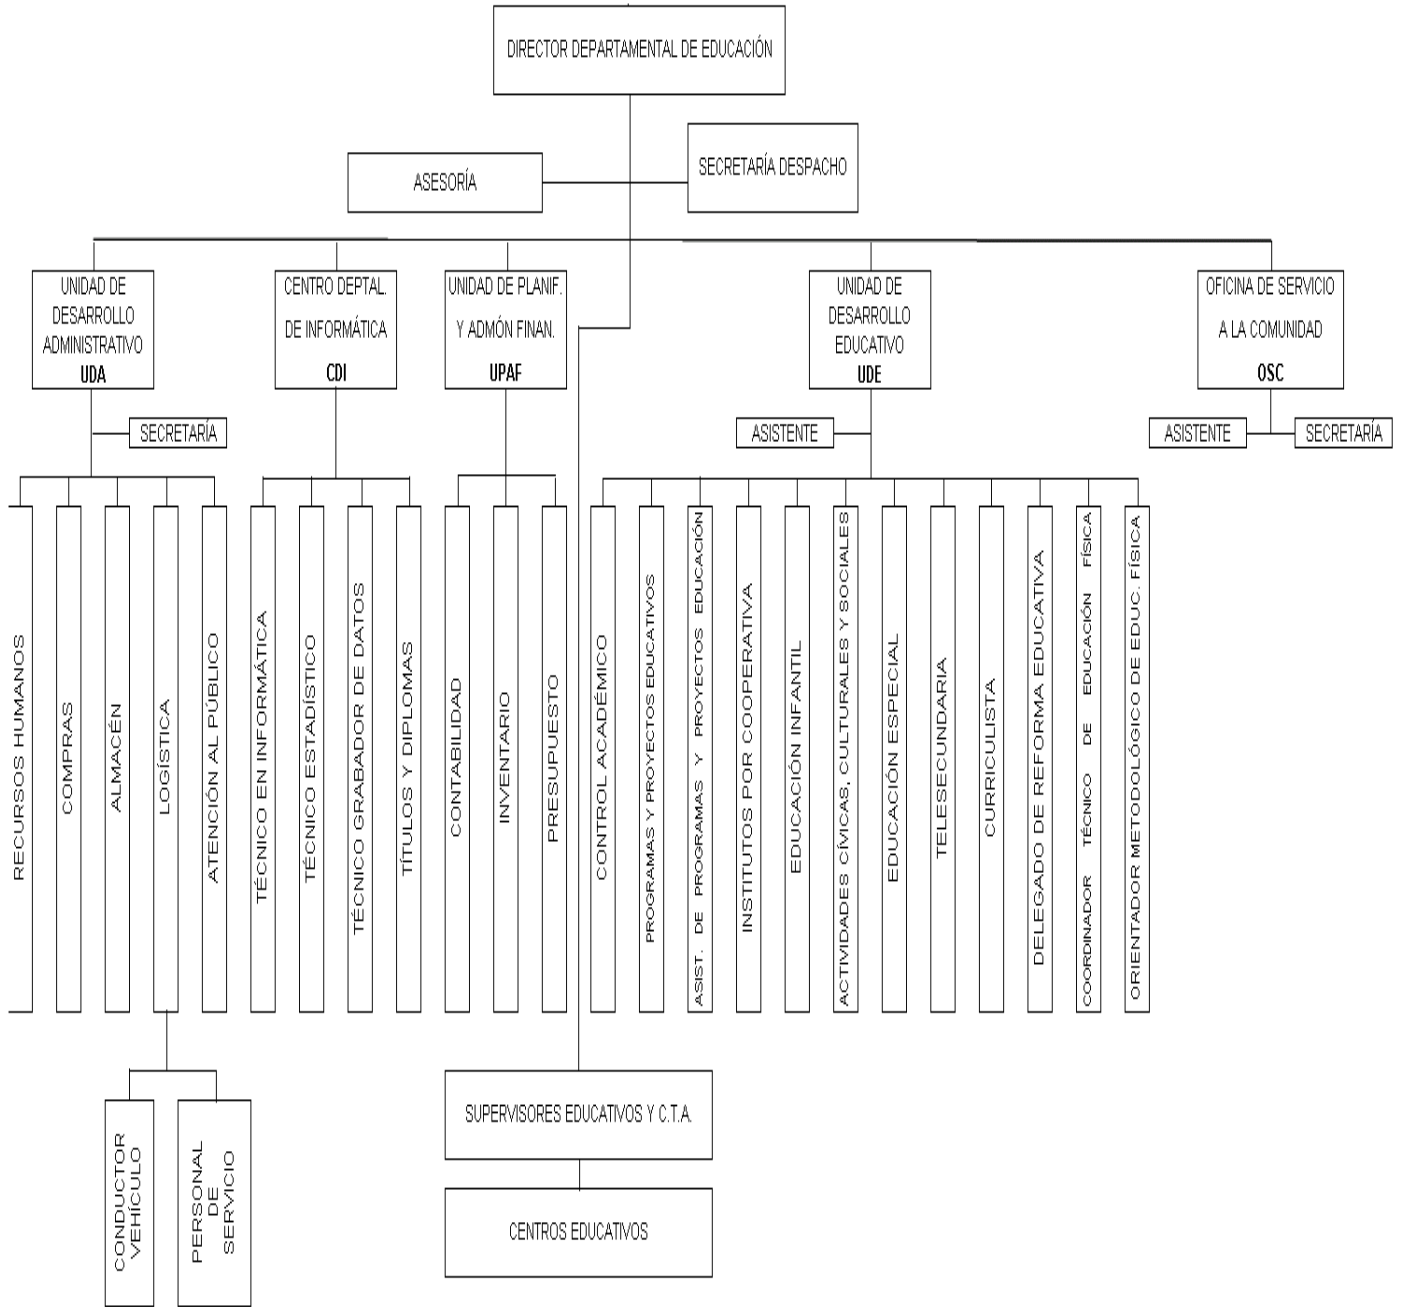 DIRECTOR DEPARTAMENTAL DE EDUCACIÓN
SECRETARÍA DESPACHO
ASESORÍA
UNIDAD DE
DESARROLLO
ADMINISTRATIVO
UDA
CENTRO DEPTAL.
DE INFORMÁTICA
CDI
UNIDAD DE PLANIF.
Y ADMÓN FINAN.
UPAF
UNIDAD DE
DESARROLLO
EDUCATIVO
UDE
OFICINA DE SERVICIO
A LA COMUNIDAD
OSC
SECRETARÍA
ASISTENTE
ASISTENTE
SECRETARÍA
RECURSOS HUMANOS
COMPRAS
ALMACÉN
LOGÍSTICA
ATENCIÓN AL PÚBLICO
TÉCNICO EN INFORMÁTICA
TÉCNICO ESTADÍSTICO
TÉCNICO GRABADOR DE DATOS
TÍTULOS Y DIPLOMAS
CONTABILIDAD
INVENTARIO
PRESUPUESTO
CONTROL ACADÉMICO
PROGRAMAS Y PROYECTOS EDUCATIVOS
ASIST. DE PROGRAMAS Y PROYECTOS EDUCACIÓN
INSTITUTOS POR COOPERATIVA
EDUCACIÓN INFANTIL
ACTIVIDADES CÍVICAS, CULTURALES Y SOCIALES
EDUCACIÓN ESPECIAL
TELESECUNDARIA
CURRICULISTA
DELEGADO DE REFORMA EDUCATIVA
COORDINADOR TÉCNICO DE EDUCACIÓN FÍSICA
ORIENTADOR METODOLÓGICO DE EDUC. FÍSICA
CONDUCTOR
VEHÍCULO
PERSONAL
DE
SERVICIO
SUPERVISORES EDUCATIVOS Y C.T.A.
CENTROS EDUCATIVOS